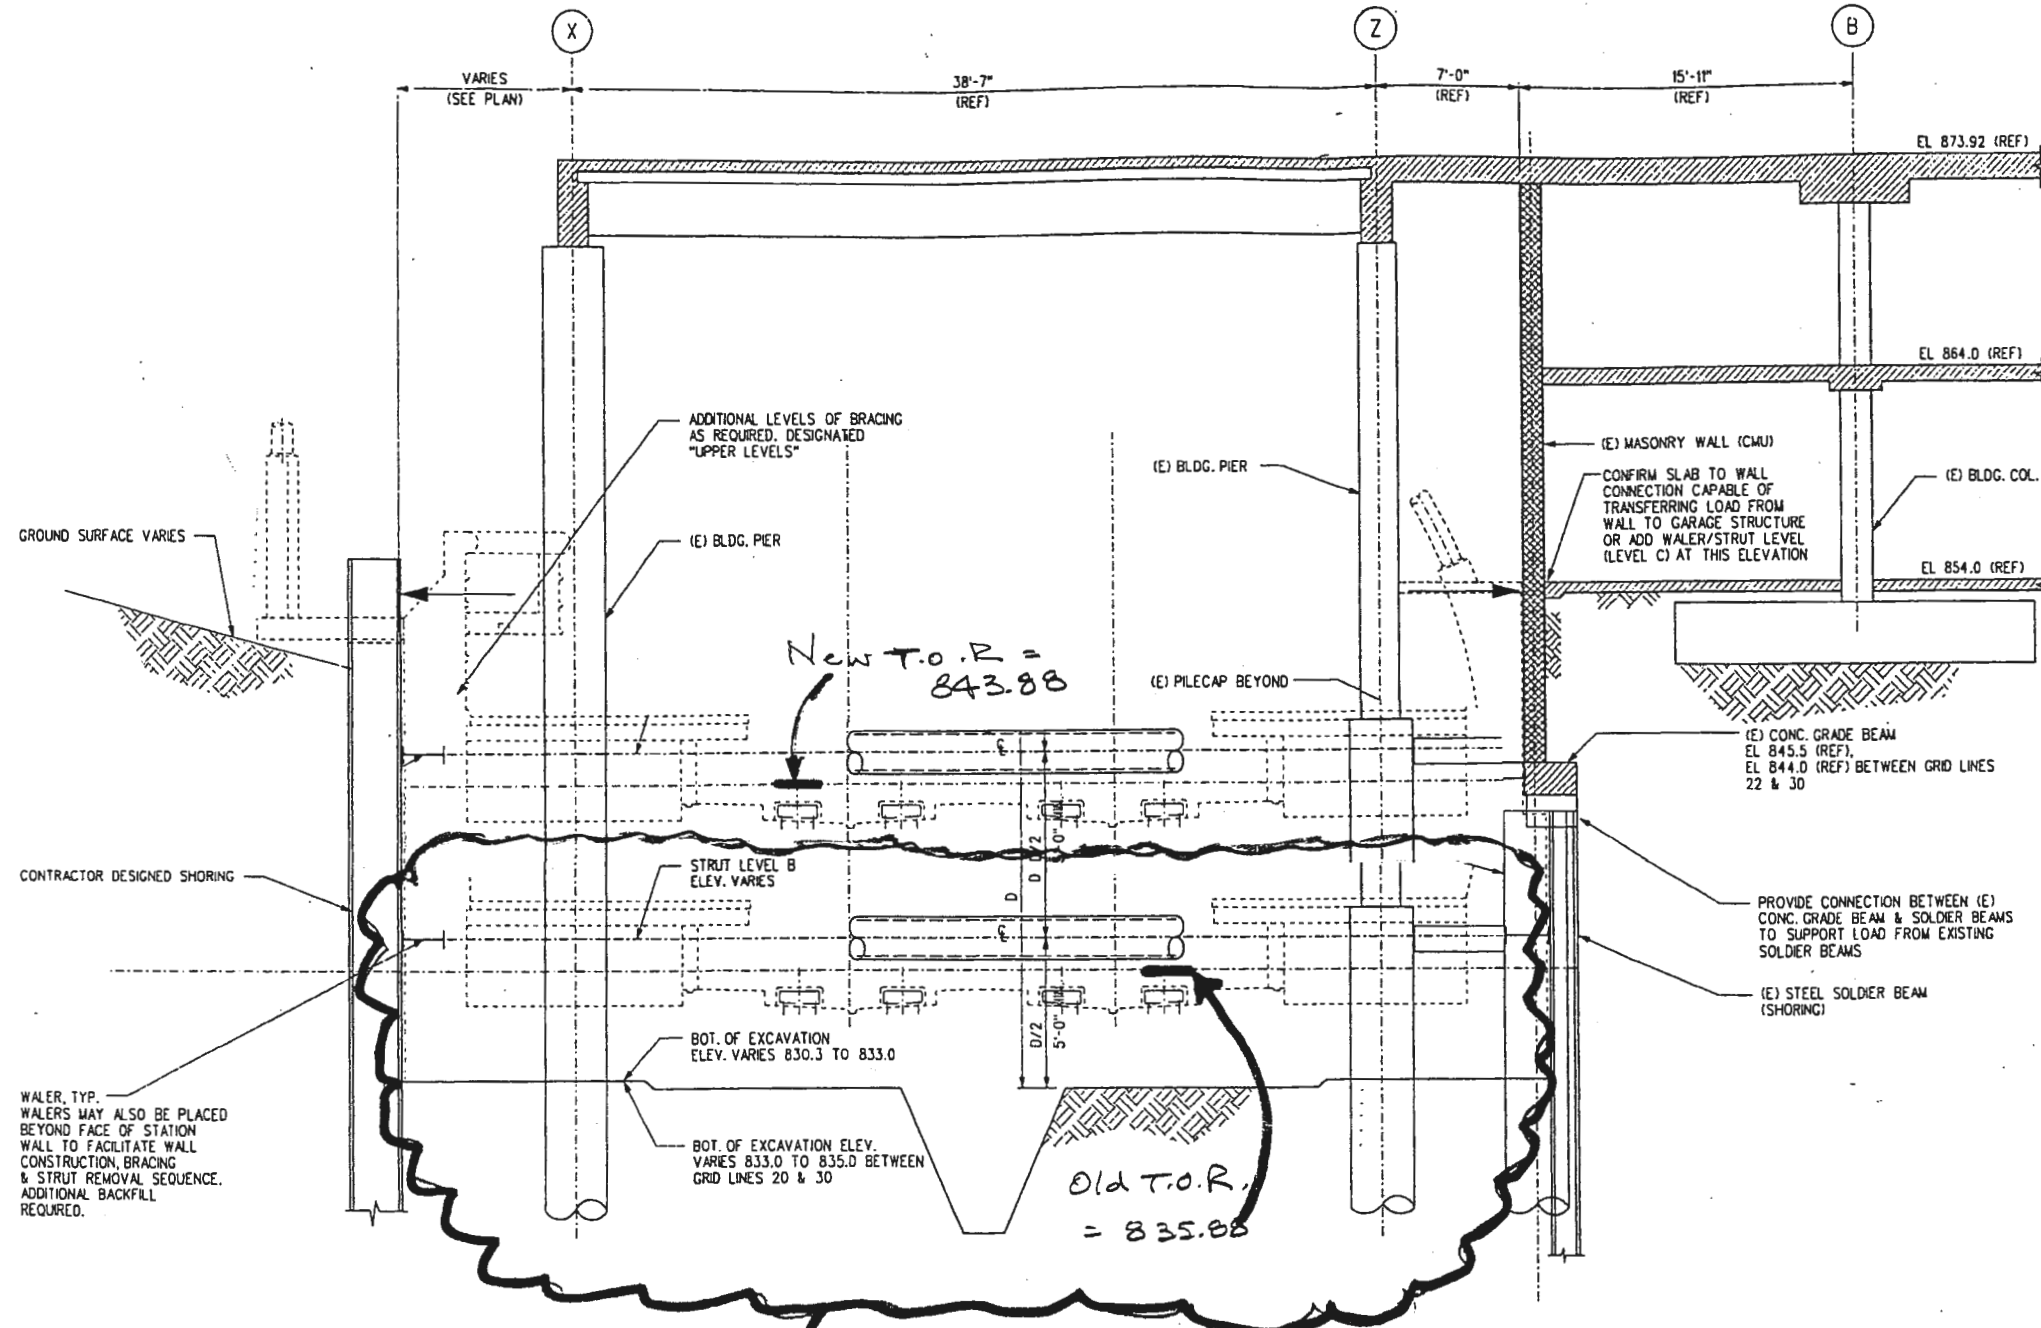 X
Z
B
VARIES
(SEE PLAN)
38'-7"
(REF)
7'-0"
(REF)
15'-11"
(REF)
EL 873.92 (REF)
EL 864.0 (REF)
ADDITIONAL LEVELS OF BRACING
AS REQUIRED. DESIGNATED
"UPPER LEVELS"
(E) MASONRY WALL (CMU)
(E) BLDG. PIER
CONFIRM SLAB TO WALL
CONNECTION CAPABLE OF
TRANSFERRING LOAD FROM
WALL TO GARAGE STRUCTURE
OR ADD WALER/STRUT LEVEL
(LEVEL C) AT THIS ELEVATION
(E) BLDG. COL.
GROUND SURFACE VARIES
(E) BLDG. PIER
EL 854.0 (REF)
New T.O.R =
843.88
(E) PILECAP BEYOND
(E) CONC. GRADE BEAM
EL 845.5 (REF),
EL 844.0 (REF) BETWEEN GRID LINES
22 & 30
CONTRACTOR DESIGNED SHORING
STRUT LEVEL B
ELEV. VARIES
D
D
D/2
5'-0"
PROVIDE CONNECTION BETWEEN (E)
CONC. GRADE BEAM & SOLDIER BEAMS
TO SUPPORT LOAD FROM EXISTING
SOLDIER BEAMS
(E) STEEL SOLDIER BEAM
(SHORING)
BOT. OF EXCAVATION
ELEV. VARIES 830.3 TO 833.0
D/2
5'-0"
WALER, TYP.
WALERS MAY ALSO BE PLACED
BEYOND FACE OF STATION
WALL TO FACILITATE WALL
CONSTRUCTION, BRACING
& STRUT REMOVAL SEQUENCE.
ADDITIONAL BACKFILL
REQUIRED.
BOT. OF EXCAVATION ELEV.
VARIES 833.0 TO 835.0 BETWEEN
GRID LINES 20 & 30
Old T.O.R.
= 835.88